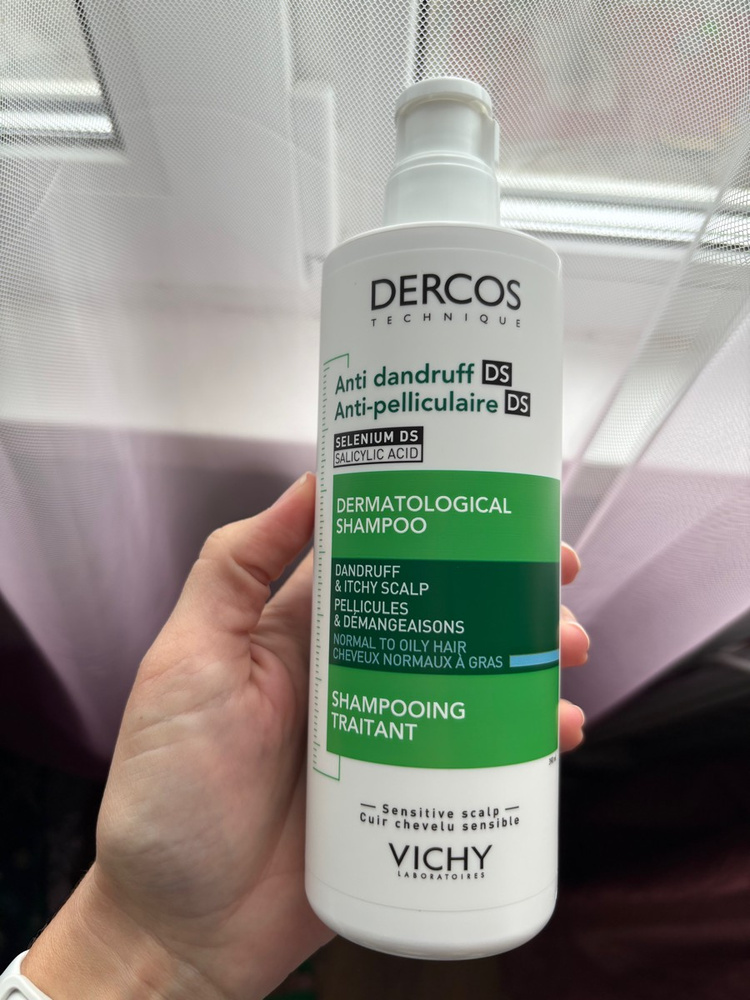 DERCOS
TECHNIQUE
Anti dandruff DS
Anti-pelliculaire DS
SELENIUM DS
SALICYLIC ACID
DERMATOLOGICAL
SHAMPOO
DANDRUFF
& ITCHY SCALP
PELLICULES
& DÉMANGEAISONS
NORMAL TO OILY HAIR
CHEVEUX NORMAUX À GRAS
SHAMPOOING
TRAITANT
Sensitive scalp
Cuir chevelu sensible
VICHY
LABORATOIRES